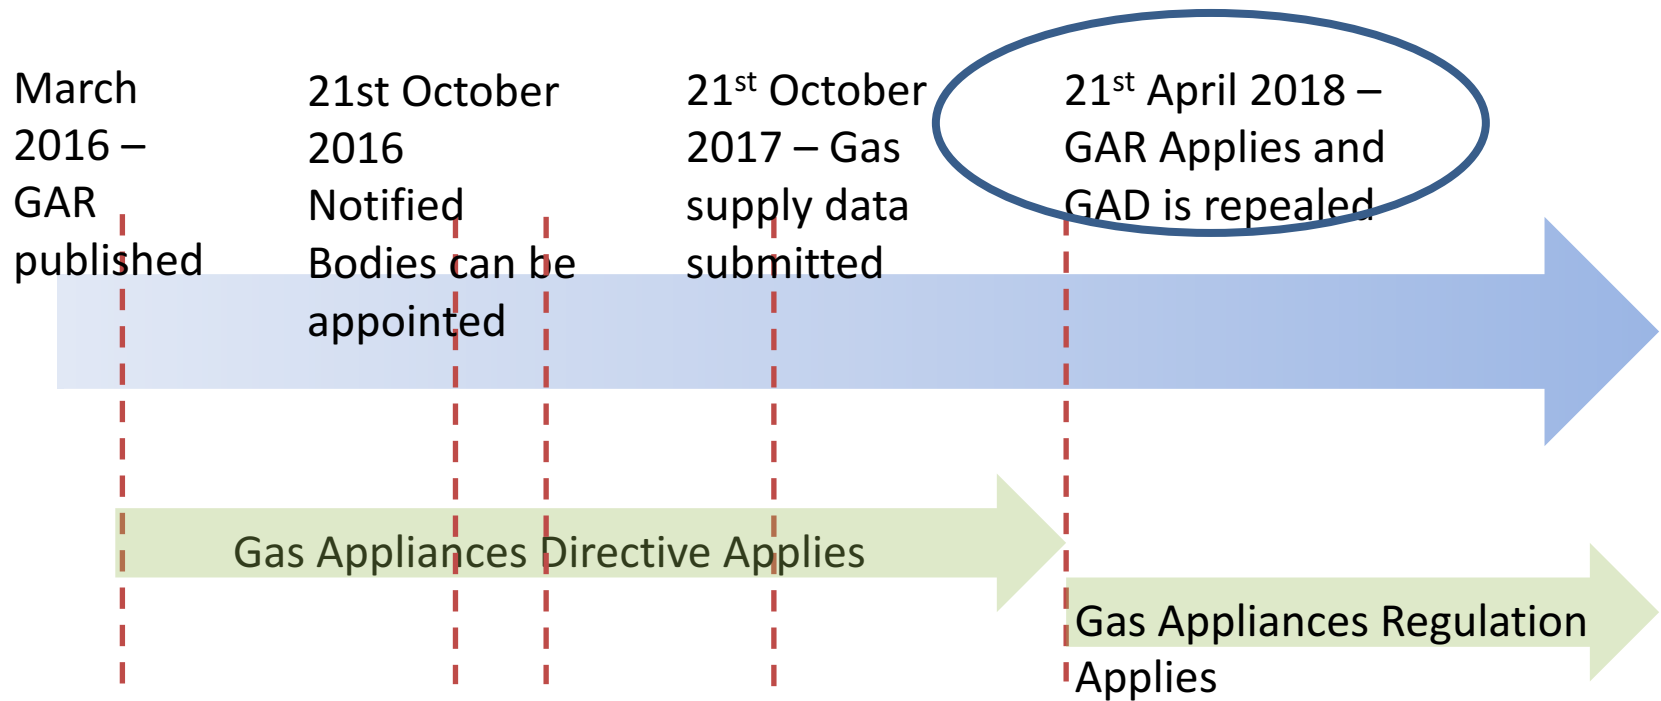 March
2016 –
GAR
published
21st October
2016
Notified
Bodies can be
appointed
21st October
2017 – Gas
supply data
submitted
21st April 2018 –
GAR Applies and
GAD is repealed
Gas Appliances Directive Applies
Gas Appliances Regulation
Applies